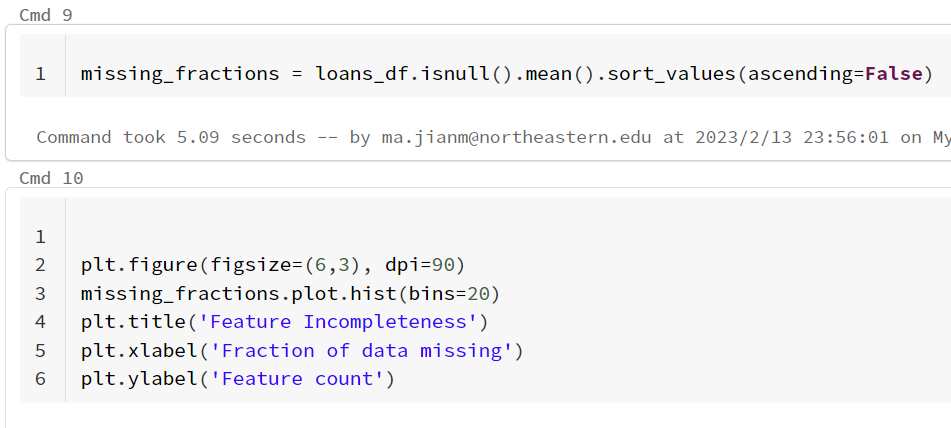 Cmd 9
1 missing_fractions = loans_df.isnull().mean().sort_values(ascending=False)
Command took 5.09 seconds -- by ma.jianm@northeastern.edu at 2023/2/13 23:56:01 on My
Cmd 10
1
2 plt.figure(figsize=(6,3), dpi=90)
3 missing_fractions.plot.hist(bins=20)
4 plt.title('Feature Incompleteness')
5 plt.xlabel('Fraction of data missing')
6 plt.ylabel('Feature count')